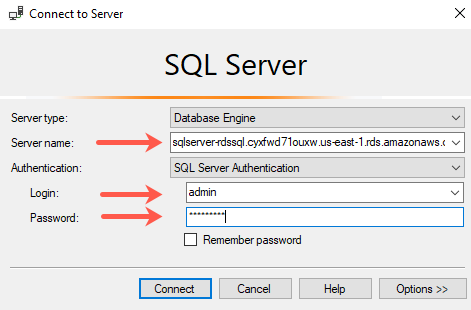 Connect to Server
SQL Server
Server type: Database Engine
Server name: sqlserver-rdssql.cyxfwd71ouxw.us-east-1.rds.amazonaws.c
Authentication: SQL Server Authentication
Login: admin
Password: *********
Remember password
Connect Cancel Help Options >>